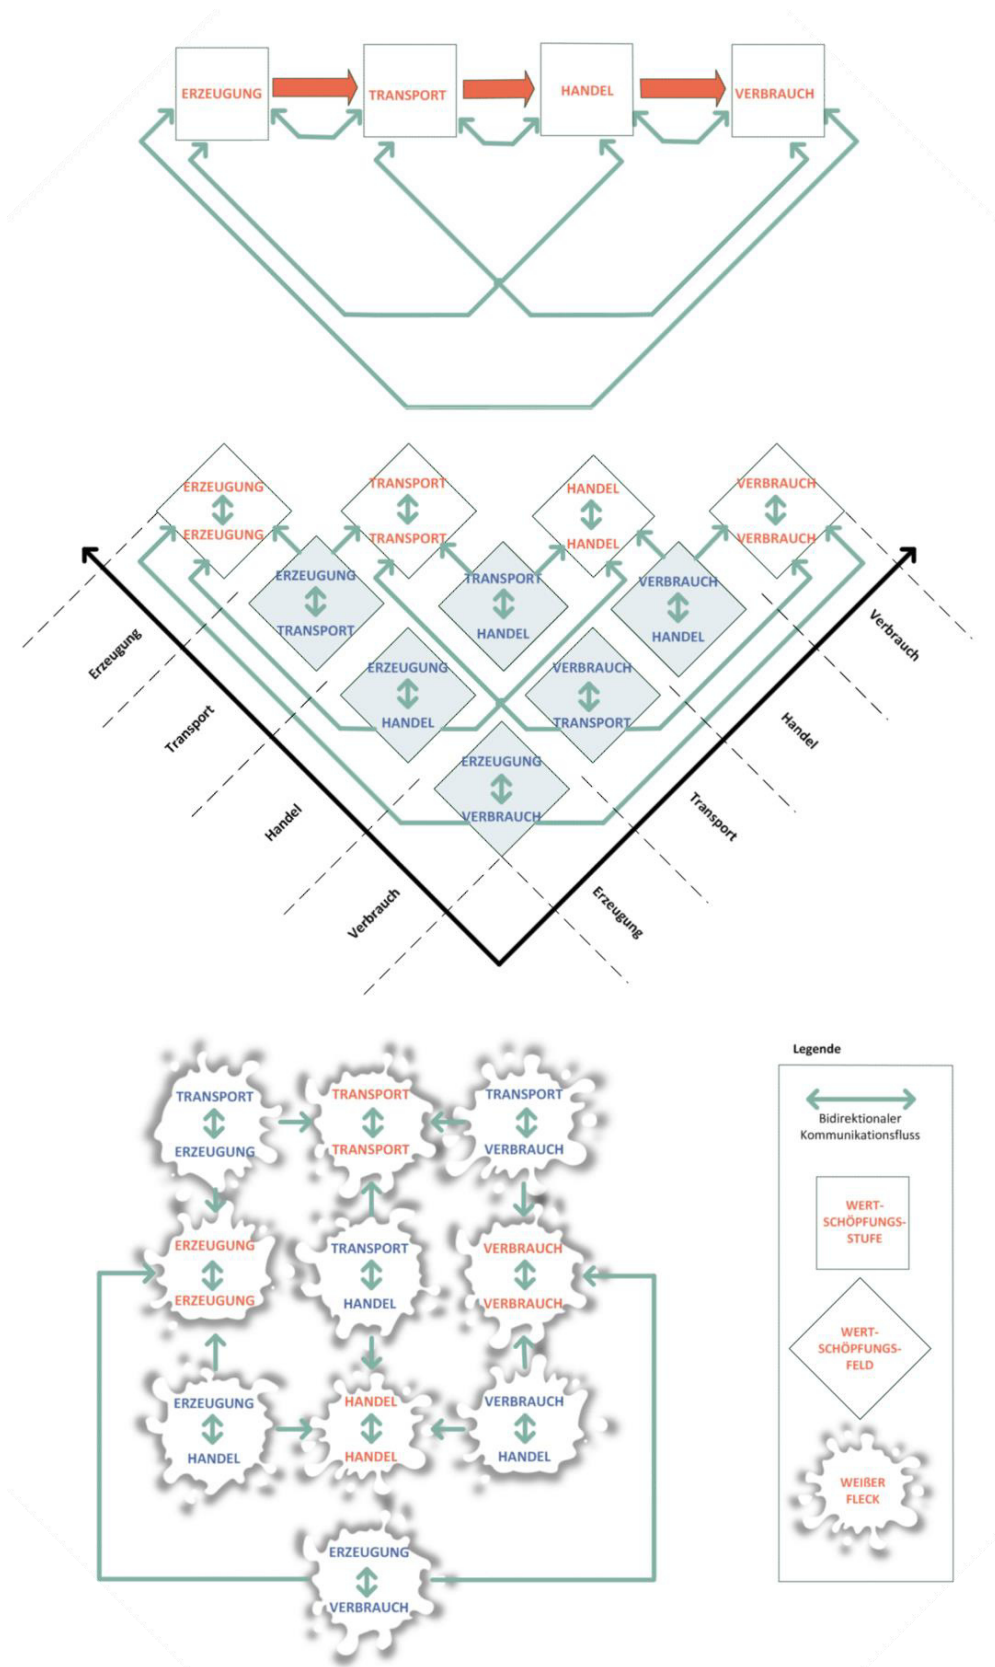 ERZEUGUNG
TRANSPORT
HANDEL
VERBRAUCH
ERZEUGUNG
ERZEUGUNG
TRANSPORT
TRANSPORT
HANDEL
HANDEL
VERBRAUCH
VERBRAUCH
ERZEUGUNG
TRANSPORT
TRANSPORT
HANDEL
VERBRAUCH
HANDEL
ERZEUGUNG
HANDEL
VERBRAUCH
TRANSPORT
ERZEUGUNG
VERBRAUCH
Erzeugung
Transport
Handel
Verbrauch
Verbrauch
Handel
Transport
Erzeugung
TRANSPORT
ERZEUGUNG
TRANSPORT
TRANSPORT
TRANSPORT
VERBRAUCH
ERZEUGUNG
ERZEUGUNG
TRANSPORT
HANDEL
VERBRAUCH
VERBRAUCH
ERZEUGUNG
HANDEL
HANDEL
HANDEL
VERBRAUCH
HANDEL
ERZEUGUNG
VERBRAUCH
Legende
Bidirektionaler
Kommunikationsfluss
WERT-
SCHÖPFUNGS-
STUFE
WERT-
SCHÖPFUNGS-
FELD
WEIßER
FLECK